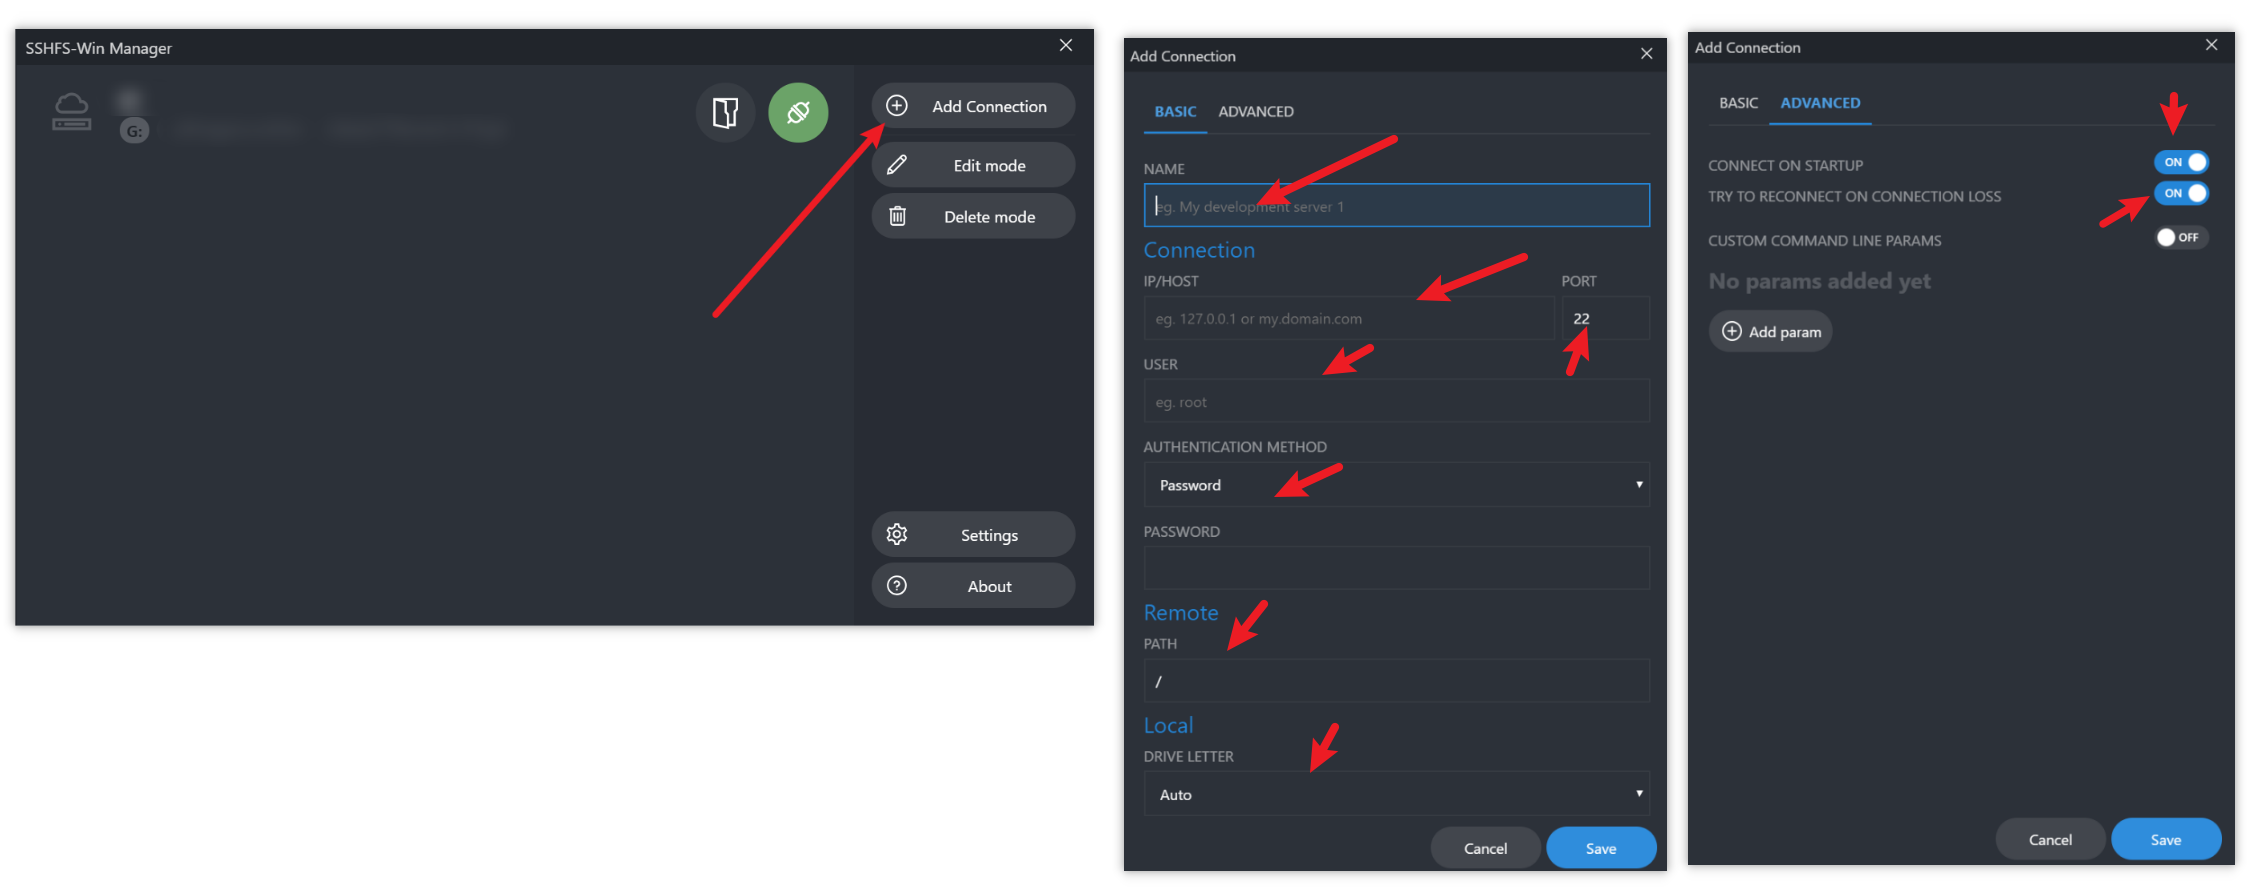 SSHFS-Win Manager
G:
Add Connection
Edit mode
Delete mode
Settings
About
Add Connection
BASIC ADVANCED
NAME
eg. My development server 1
Connection
IP/HOST PORT
eg. 127.0.0.1 or my.domain.com 22
USER
eg. root
AUTHENTICATION METHOD
Password
PASSWORD
Remote
PATH
/
Local
DRIVE LETTER
Auto
Cancel Save
Add Connection
BASIC ADVANCED
CONNECT ON STARTUP ON
TRY TO RECONNECT ON CONNECTION LOSS ON
CUSTOM COMMAND LINE PARAMS OFF
No params added yet
Add param
Cancel Save